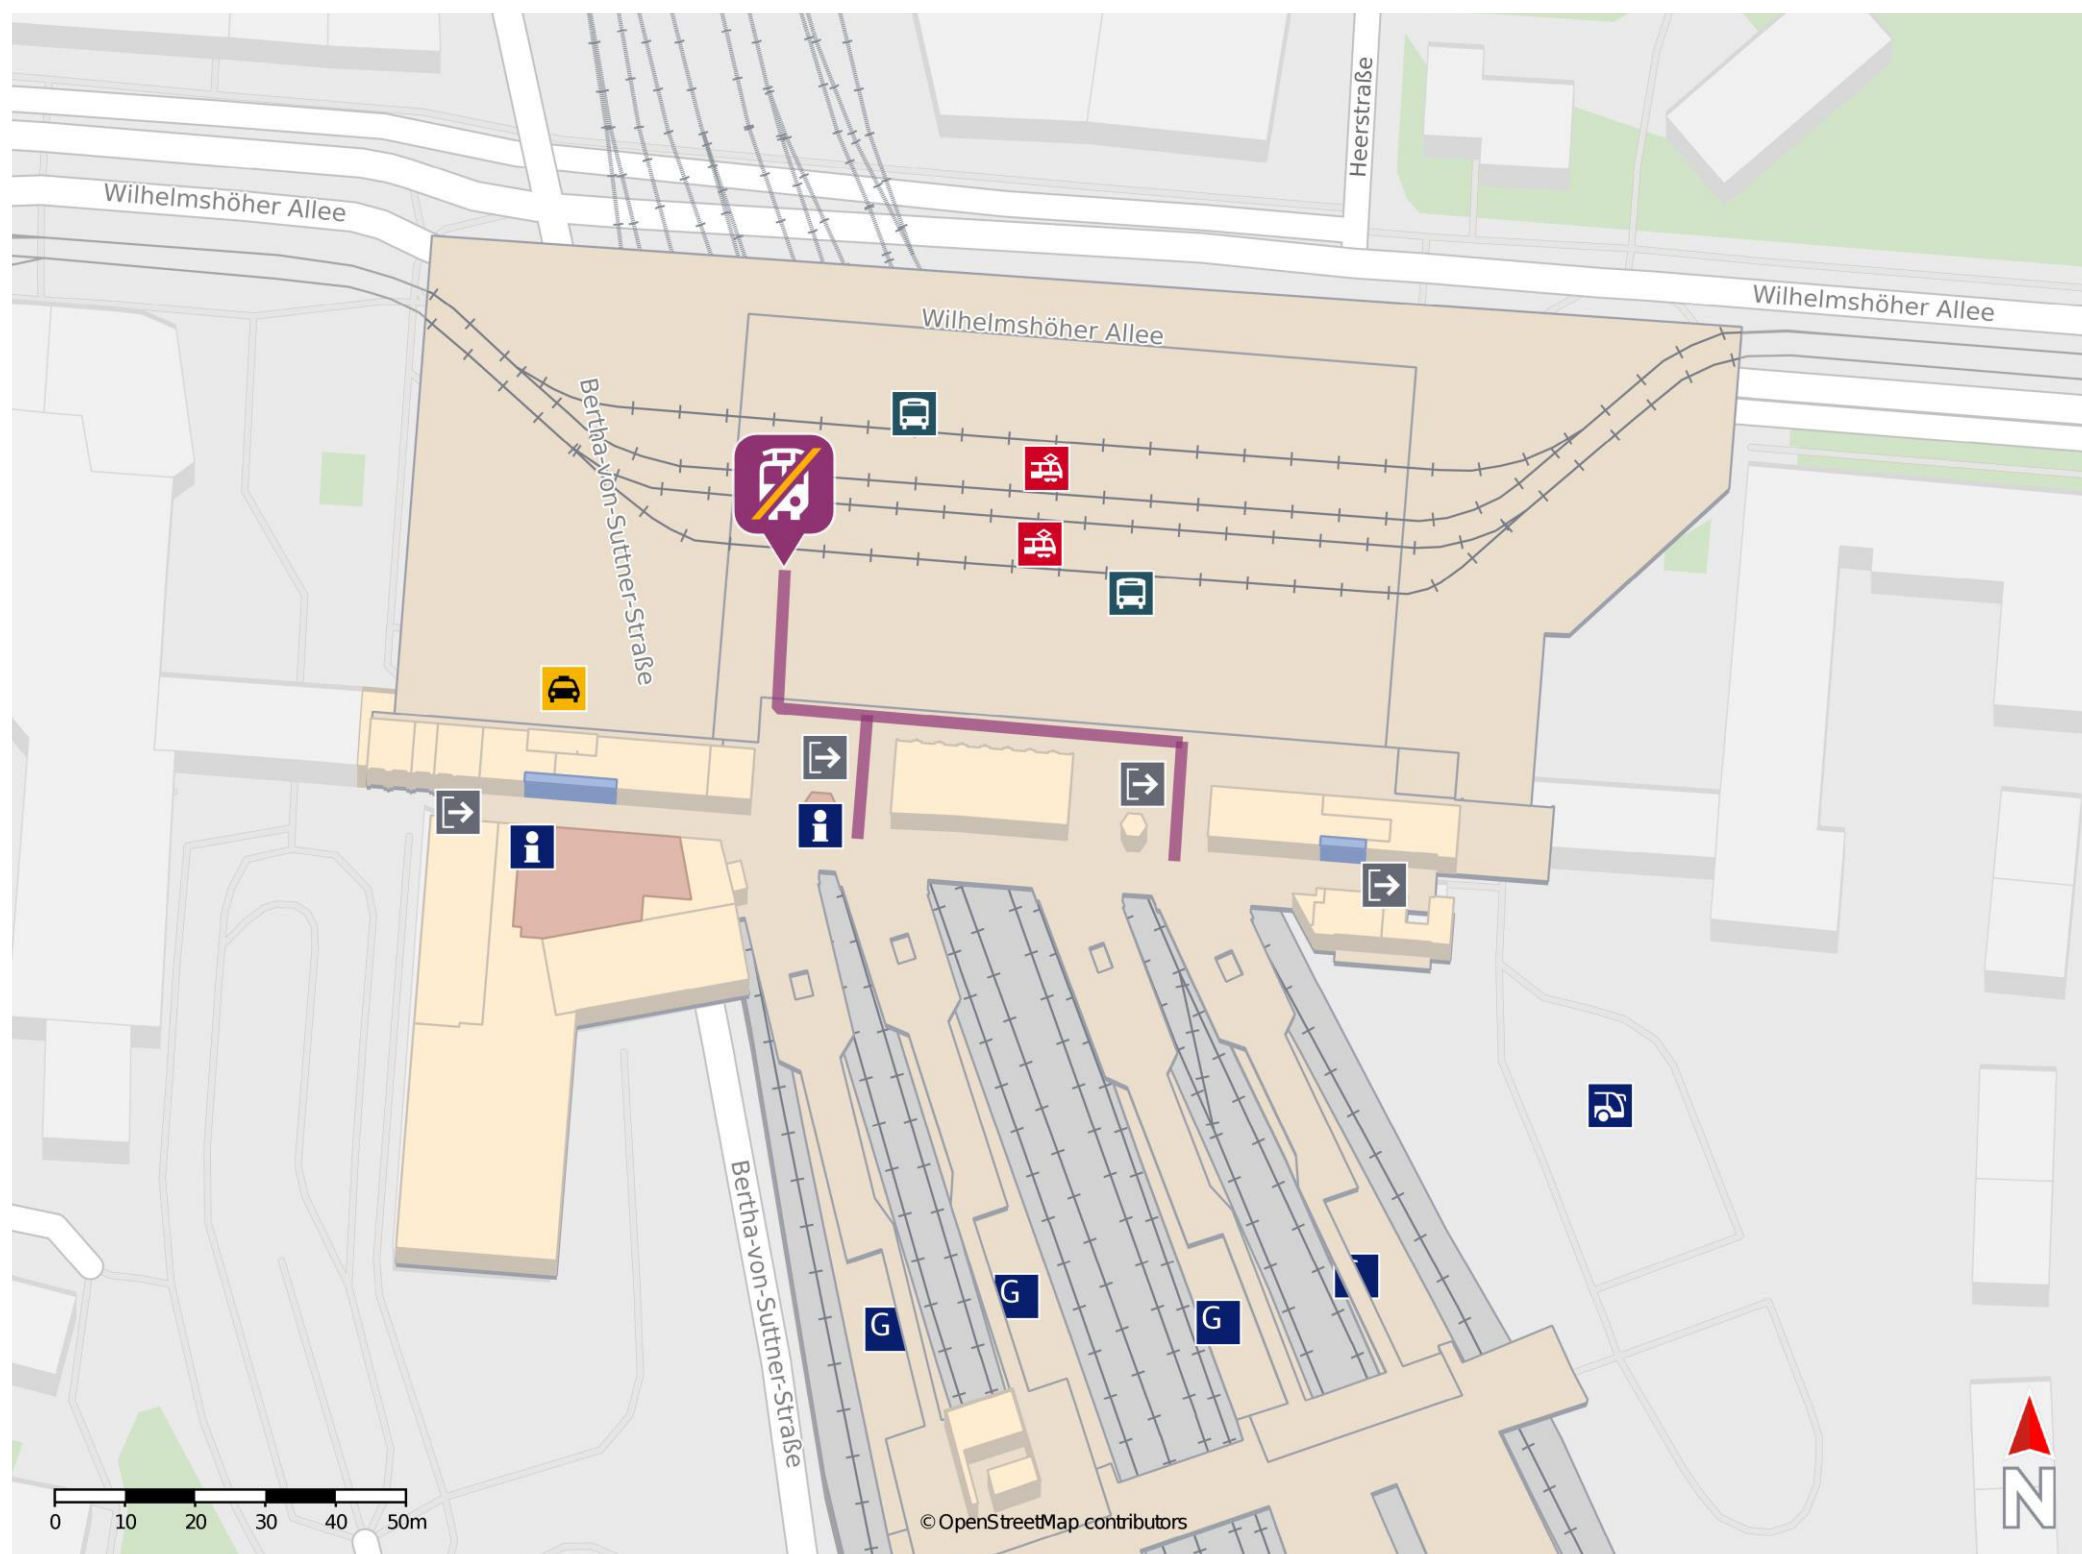 Heerstraße
Wilhelmshöher Allee
Wilhelmshöher Allee
Wilhelmshöher Allee
Bertha-von-Suttner-Straße
i
i
Bertha-von-Suttner-Straße
G
G
G
0 10 20 30 40 50m
© OpenStreetMap contributors
N